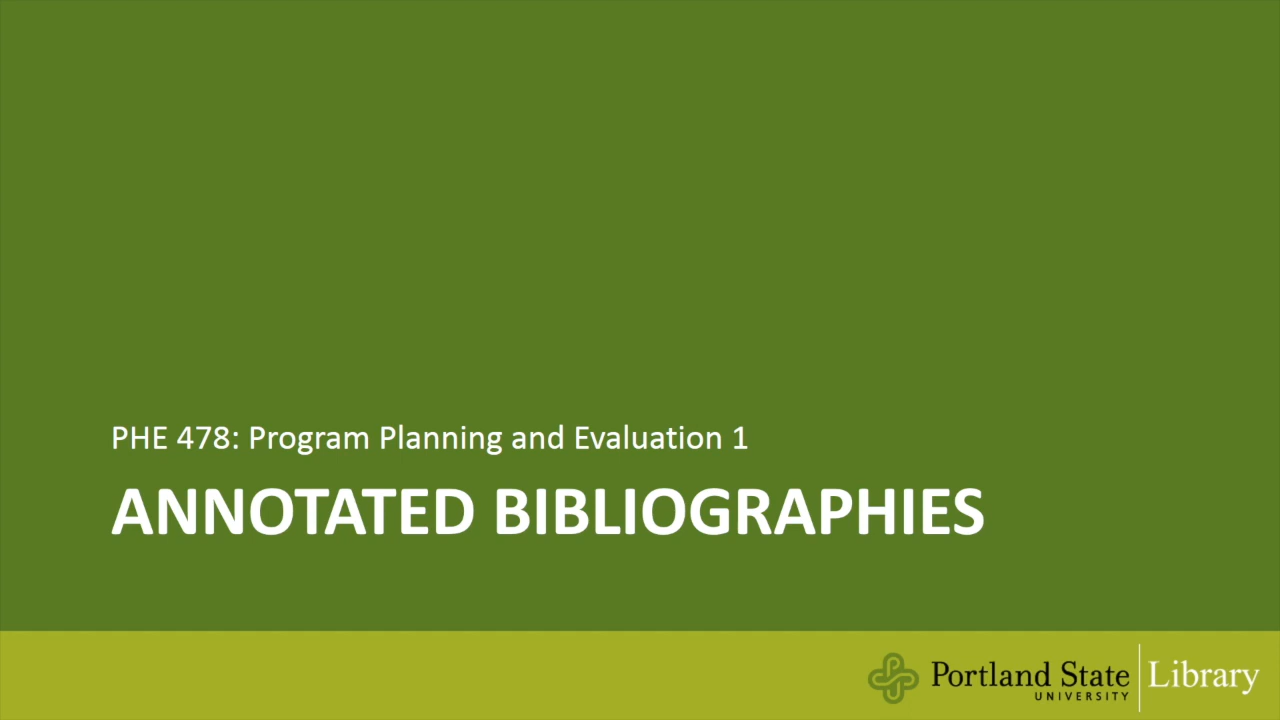 PHE 478: Program Planning and Evaluation 1
ANNOTATED BIBLIOGRAPHIES
Portland State Library
UNIVERSITY